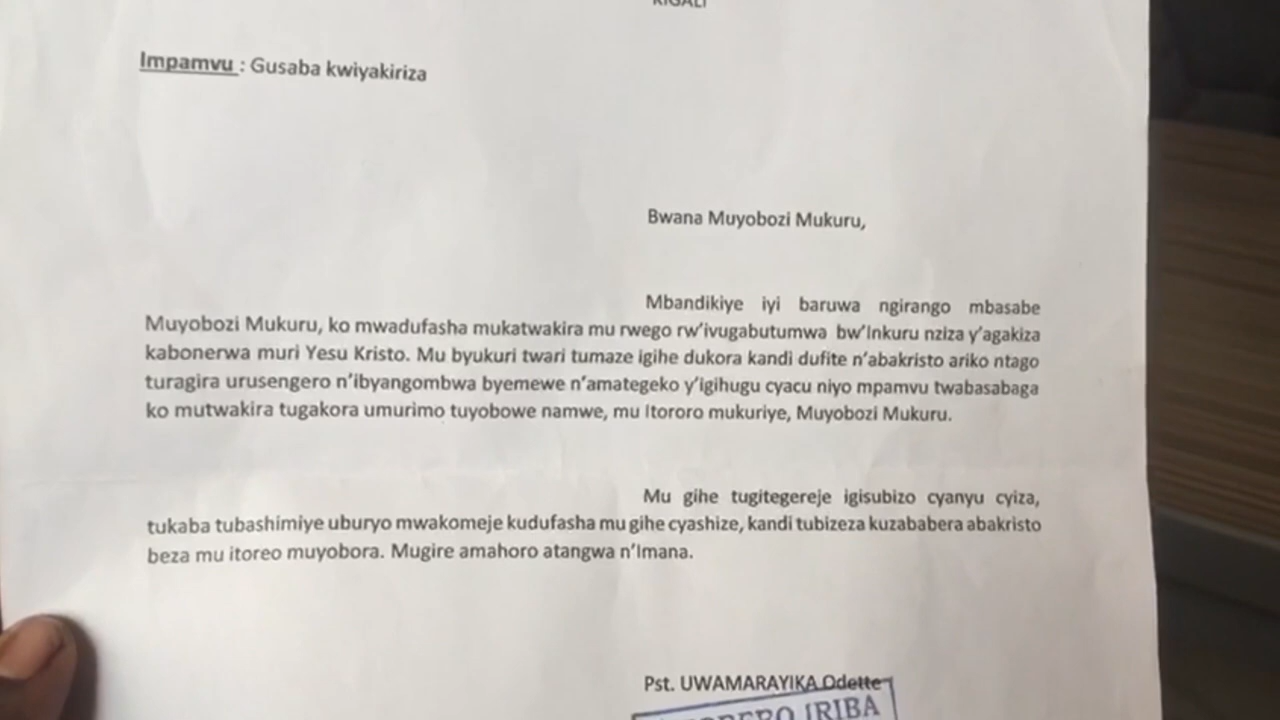 KIGALI
Impamvu : Gusaba kwiyakiriza
Bwana Muyobozi Mukuru,
Mbandikiye iyi baruwa ngirango mbasabe
Muyobozi Mukuru, ko mwadufasha mukatwakira mu rwego rw'ivugabutumwa bw'Inkuru nziza y'agakiza
kabonerwa muri Yesu Kristo. Mu byukuri twari tumaze igihe dukora kandi dufite n'abakristo ariko ntago
turagira urusengero n'ibyangombwa byemewe n'amategeko y'igihugu cyacu niyo mpamvu twabasabaga
ko mutwakira tugakora umurimo tuyobowe namwe, mu Itororo mukuriye, Muyobozi Mukuru.
Mu gihe tugitegereje igisubizo cyanyu cyiza,
tukaba tubashimiye uburyo mwakomeje kudufasha mu gihe cyashize, kandi tubizeza kuzababera abakristo
beza mu itoreo muyobora. Mugire amahoro atangwa n'Imana.
Pst. UWAMARAYIKA Odette
IRIBA